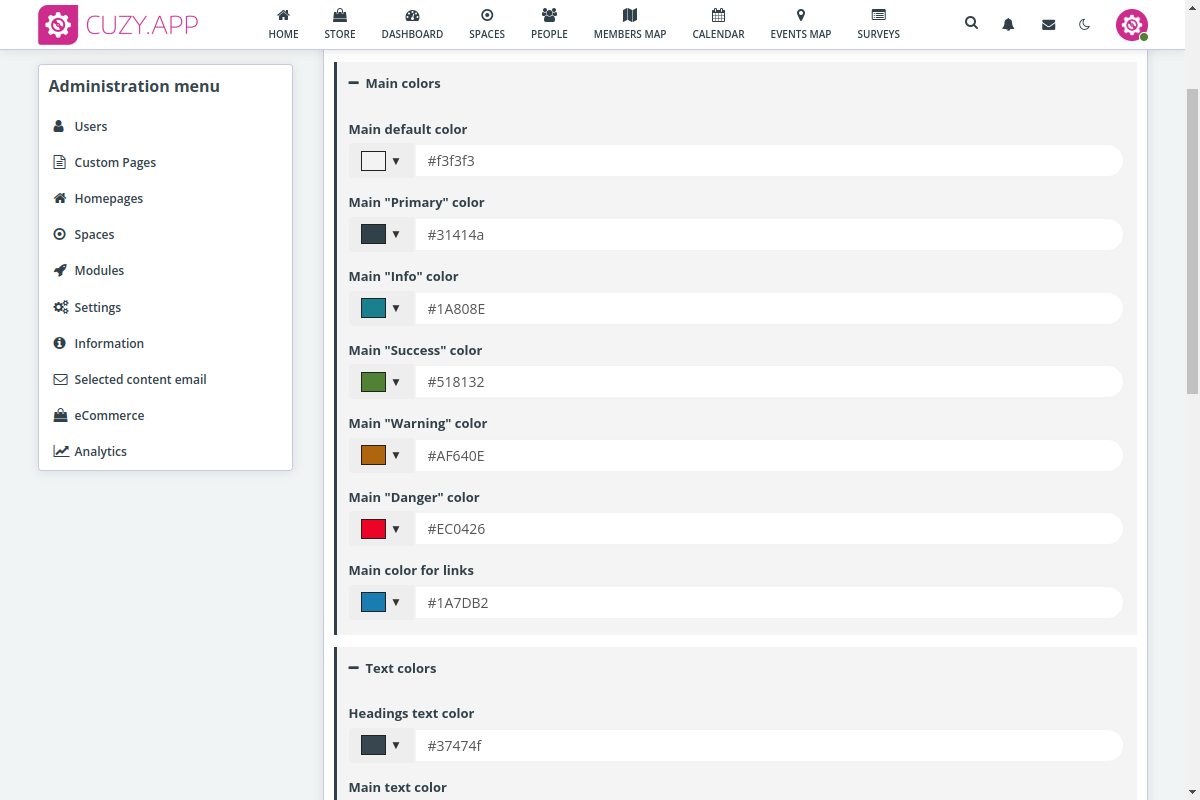 CUZY.APP
HOME
STORE
DASHBOARD
SPACES
PEOPLE
MEMBERS MAP
CALENDAR
EVENTS MAP
SURVEYS
Administration menu
Users
Custom Pages
Homepages
Spaces
Modules
Settings
Information
Selected content email
eCommerce
Analytics
Main colors
Main default color
#f3f3f3
Main "Primary" color
#31414a
Main "Info" color
#1A808E
Main "Success" color
#518132
Main "Warning" color
#AF640E
Main "Danger" color
#EC0426
Main color for links
#1A7DB2
Text colors
Headings text color
#37474f
Main text color